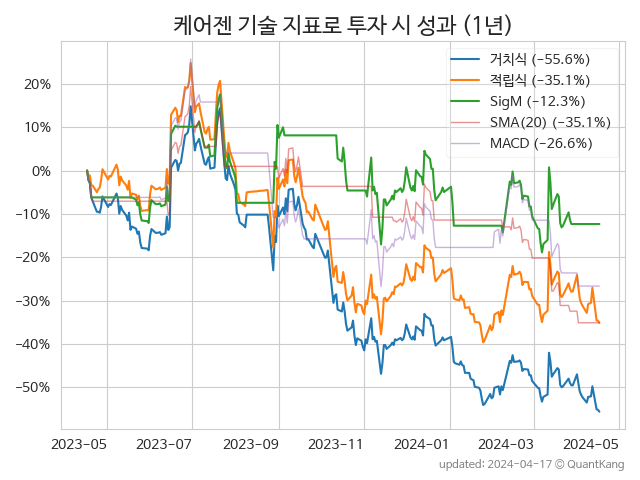 케어젠 기술 지표로 투자 시 성과 (1년)
거치식 (−55.6%)
적립식 (−35.1%)
SigM (−12.3%)
SMA(20) (−35.1%)
MACD (−26.6%)
20%
10%
0%
−10%
−20%
−30%
−40%
−50%
2023-05 2023-07 2023-09 2023-11 2024-01 2024-03 2024-05
updated: 2024-04-17 © QuantKang